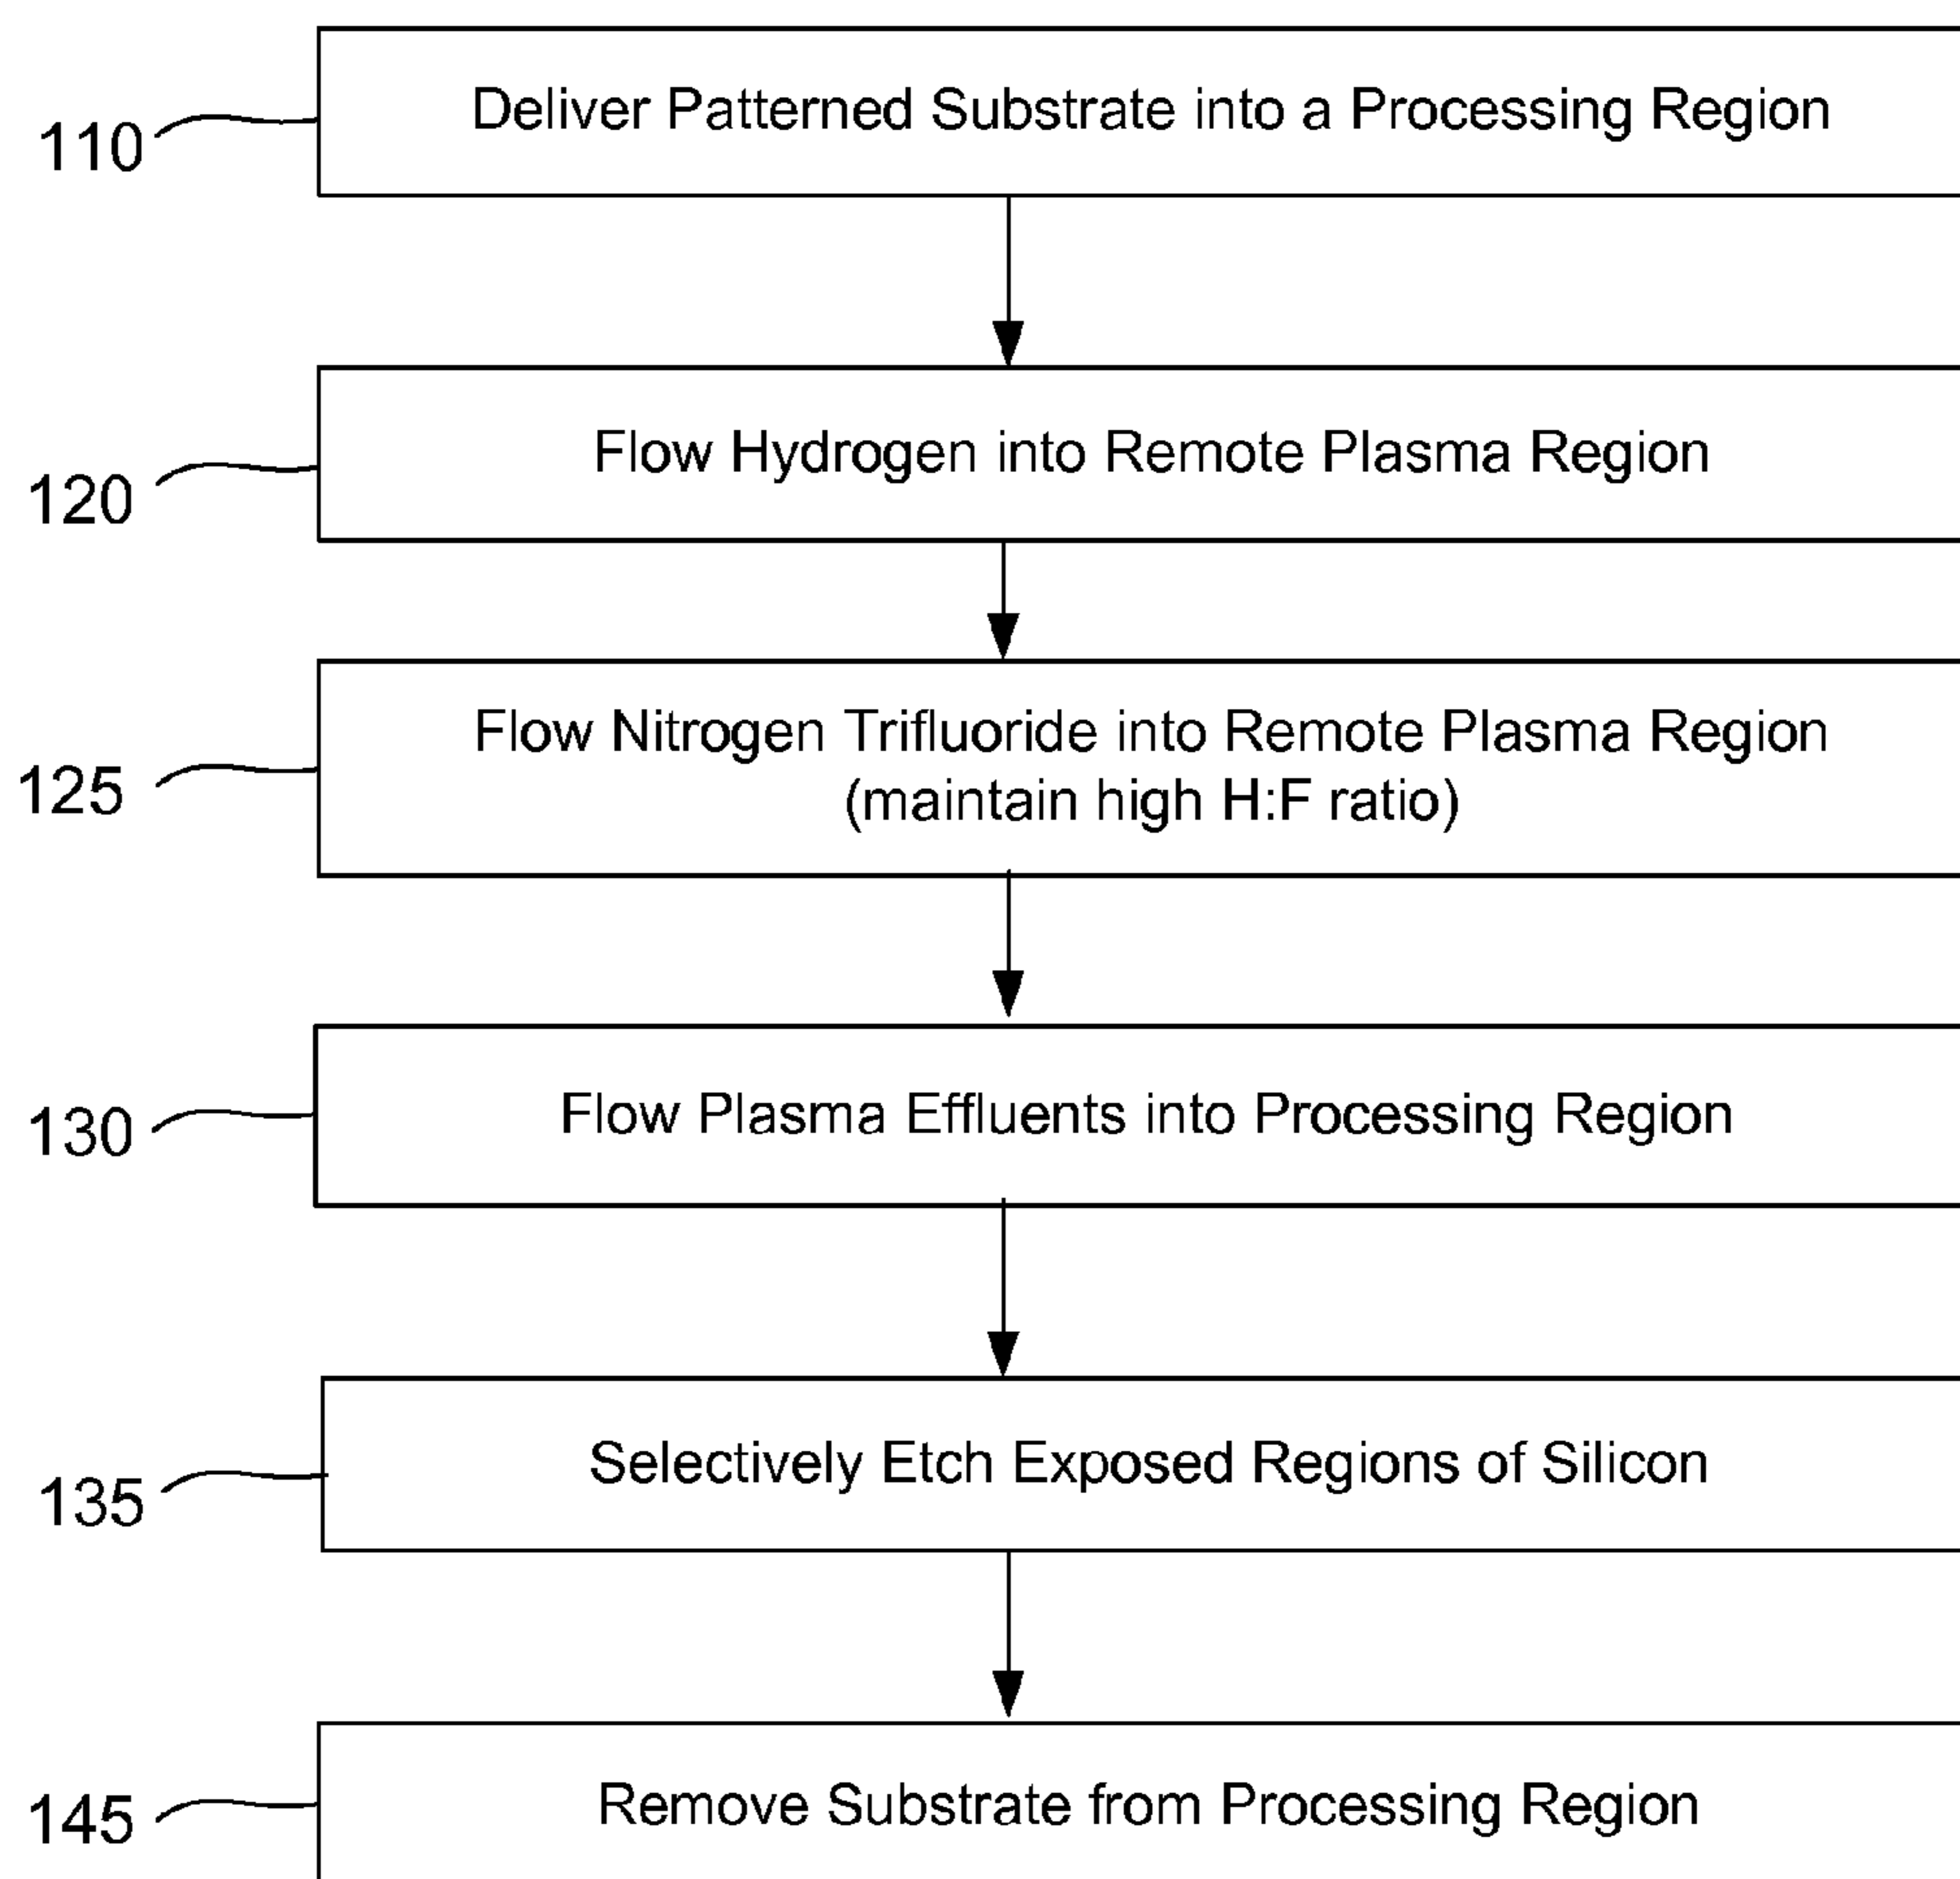 110
Deliver Patterned Substrate into a Processing Region
120
Flow Hydrogen into Remote Plasma Region
125
Flow Nitrogen Trifluoride into Remote Plasma Region
(maintain high H:F ratio)
130
Flow Plasma Effluents into Processing Region
135
Selectively Etch Exposed Regions of Silicon
145
Remove Substrate from Processing Region